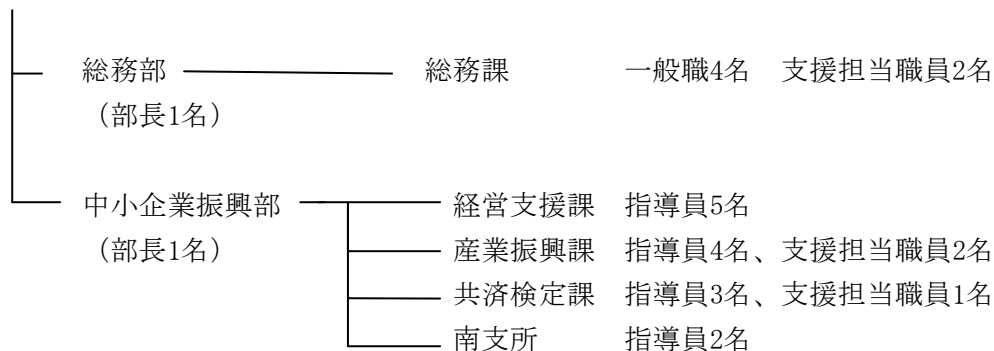 総務部 総務課 一般職4名 支援担当職員2名
（部長1名）
中小企業振興部 経営支援課 指導員5名
（部長1名） 産業振興課 指導員4名、支援担当職員2名
共済検定課 指導員3名、支援担当職員1名
南支所 指導員2名